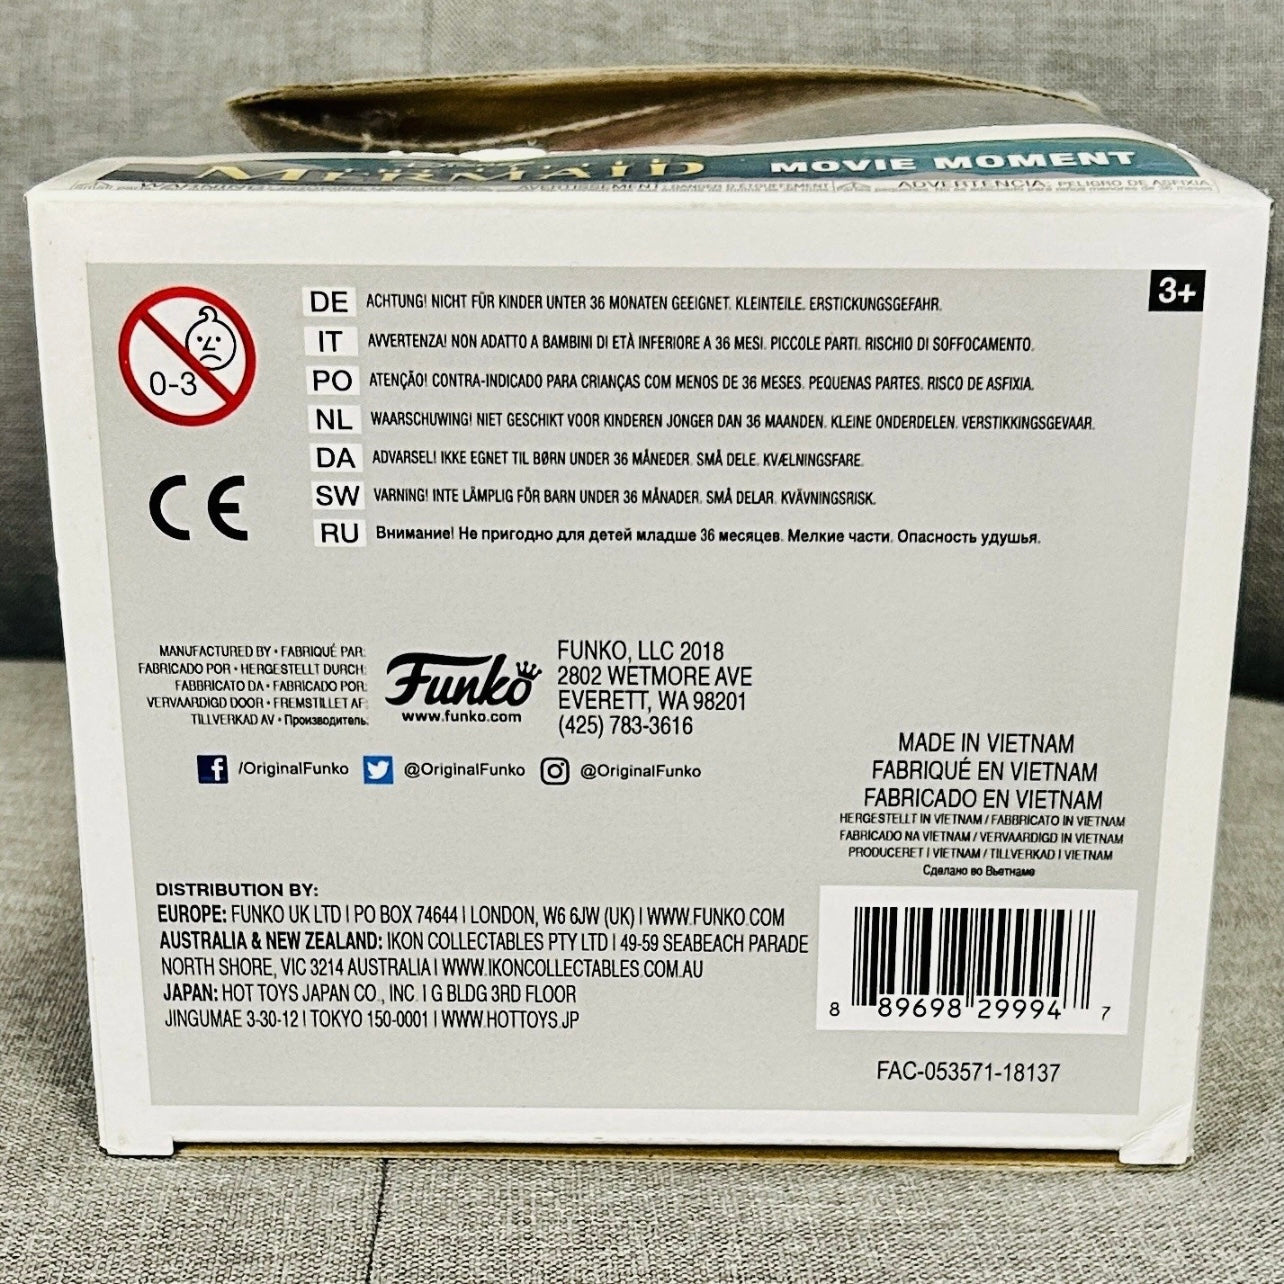 MERMAID MOVIE MOMENT
AVERTISSEMENT: DANGER D'ÉTOUFFEMENT
ADVERTENCIA: PELIGRO DE ASFIXIA
3+
0-3
DE ACHTUNG! NICHT FÜR KINDER UNTER 36 MONATEN GEEIGNET. KLEINTEILE. ERSTICKUNGSGEFAHR.
IT AVVERTENZA! NON ADATTO A BAMBINI DI ETÀ INFERIORE A 36 MESI. PICCOLE PARTI. RISCHIO DI SOFFOCAMENTO.
PO ATENÇÃO! CONTRA-INDICADO PARA CRIANÇAS COM MENOS DE 36 MESES. PEQUENAS PARTES. RISCO DE ASFIXIA.
NL WAARSCHUWING! NIET GESCHIKT VOOR KINDEREN JONGER DAN 36 MAANDEN. KLEINE ONDERDELEN. VERSTIKKINGSGEVAAR.
DA ADVARSEL! IKKE EGNET TIL BØRN UNDER 36 MÅNEDER. SMÅ DELE. KVÆLNINGSFARE.
SW VARNING! INTE LÄMPLIG FÖR BARN UNDER 36 MÅNADER. SMÅ DELAR. KVÄVNINGSRISK.
RU Внимание! Не пригодно для детей младше 36 месяцев. Мелкие части. Опасность удушья.
CE
MANUFACTURED BY • FABRIQUÉ PAR:
FABRICADO POR • HERGESTELLT DURCH:
FABBRICATO DA • FABRICADO POR:
VERVAARDIGD DOOR • FREMSTILLET AF:
TILLVERKAD AV • Производитель:
Funko
www.funko.com
FUNKO, LLC 2018
2802 WETMORE AVE
EVERETT, WA 98201
(425) 783-3616
/OriginalFunko @OriginalFunko @OriginalFunko
MADE IN VIETNAM
FABRIQUÉ EN VIETNAM
FABRICADO EN VIETNAM
HERGESTELLT IN VIETNAM / FABBRICATO IN VIETNAM
FABRICADO NA VIETNAM / VERVAARDIGD IN VIETNAM
PRODUCERET I VIETNAM / TILLVERKAD I VIETNAM
Сделано во Вьетнаме
DISTRIBUTION BY:
EUROPE: FUNKO UK LTD | PO BOX 74644 | LONDON, W6 6JW (UK) | WWW.FUNKO.COM
AUSTRALIA & NEW ZEALAND: IKON COLLECTABLES PTY LTD | 49-59 SEABEACH PARADE
NORTH SHORE, VIC 3214 AUSTRALIA | WWW.IKONCOLLECTABLES.COM.AU
JAPAN: HOT TOYS JAPAN CO., INC. | G BLDG 3RD FLOOR
JINGUMAE 3-30-12 | TOKYO 150-0001 | WWW.HOTTOYS.JP
8 89698 29994 7
FAC-053571-18137